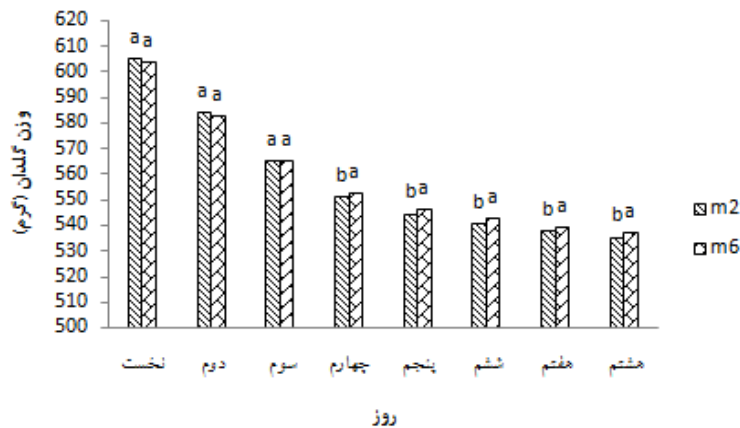 620
610
600
590
580
570
560
550
540
530
520
510
500
وزن گلدان (گرم)
a a
a a
a a
b a
b a
b a
b a
b a
نخست دوم سوم چهارم پنجم ششم هفتم هشتم
روز
m2
m6